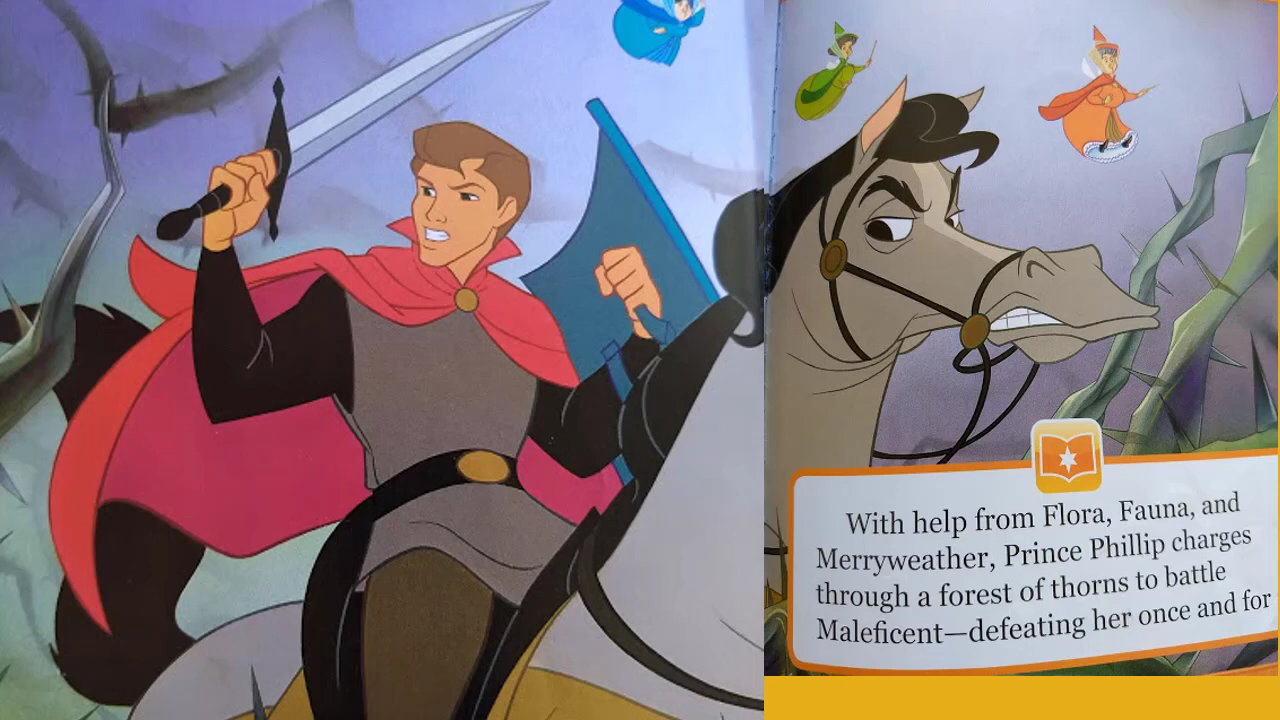 With help from Flora, Fauna, and
Merryweather, Prince Phillip charges
through a forest of thorns to battle
Maleficent—defeating her once and for